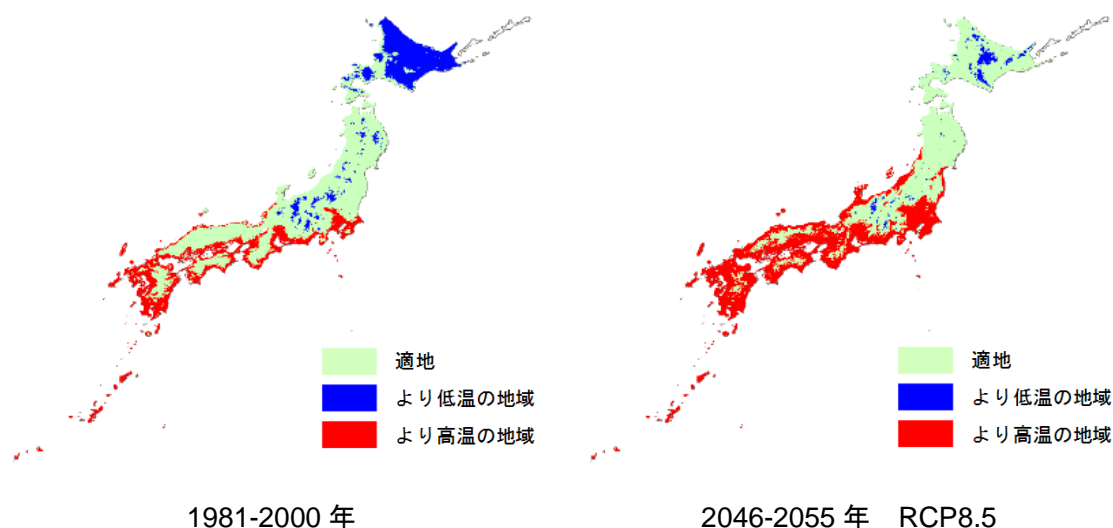 適地
より低温の地域
より高温の地域
1981-2000 年
適地
より低温の地域
より高温の地域
2046-2055 年 RCP8.5